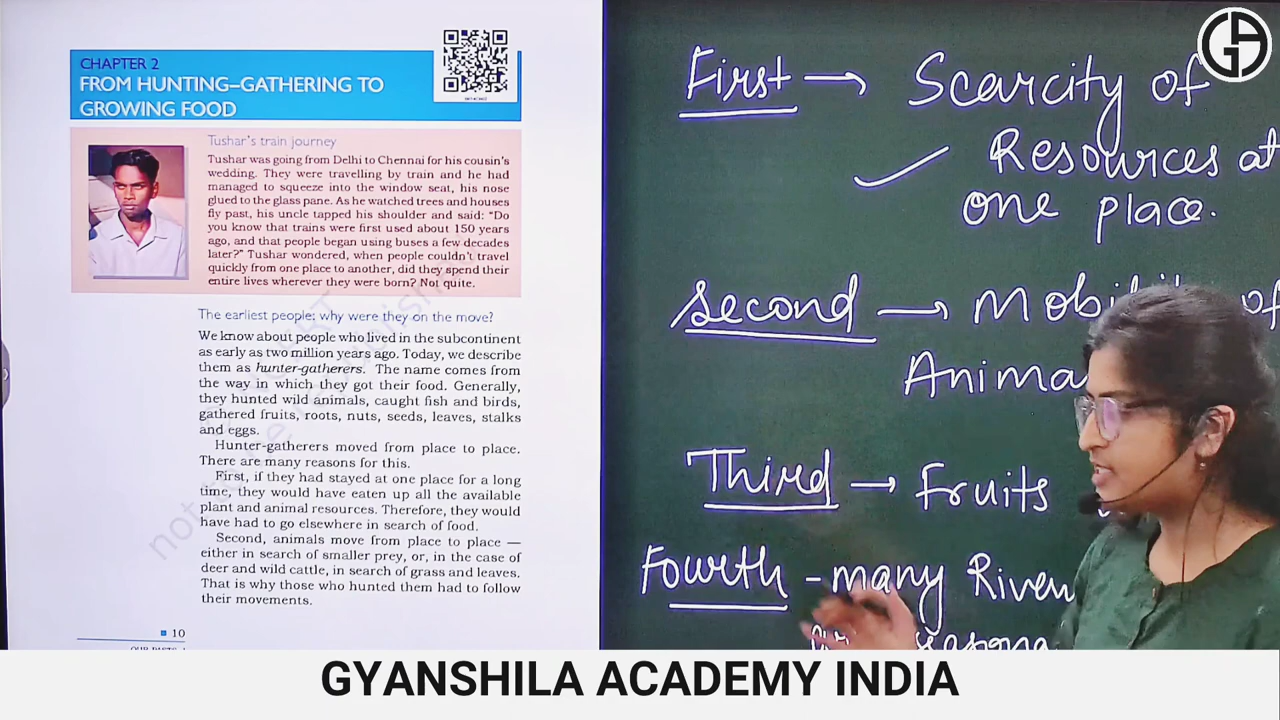 CHAPTER 2
FROM HUNTING–GATHERING TO
GROWING FOOD
Tushar's train journey
Tushar was going from Delhi to Chennai for his cousin's
wedding. They were travelling by train and he had
managed to squeeze into the window seat, his nose
glued to the glass pane. As he watched trees and houses
fly past, his uncle tapped his shoulder and said: “Do
you know that trains were first used about 150 years
ago, and that people began using buses a few decades
later?” Tushar wondered, when people couldn't travel
quickly from one place to another, did they spend their
entire lives wherever they were born? Not quite.
The earliest people: why were they on the move?
We know about people who lived in the subcontinent
as early as two million years ago. Today, we describe
them as hunter-gatherers. The name comes from
the way in which they got their food. Generally,
they hunted wild animals, caught fish and birds,
gathered fruits, roots, nuts, seeds, leaves, stalks
and eggs.
Hunter-gatherers moved from place to place.
There are many reasons for this.
First, if they had stayed at one place for a long
time, they would have eaten up all the available
plant and animal resources. Therefore, they would
have had to go elsewhere in search of food.
Second, animals move from place to place —
either in search of smaller prey, or, in the case of
deer and wild cattle, in search of grass and leaves.
That is why those who hunted them had to follow
their movements.
10
First → Scarcity of
Resources at
one place.
Second → Mobil of
Anima
Third → Fruits
Fourth - many River
GA
GYANSHILA ACADEMY INDIA